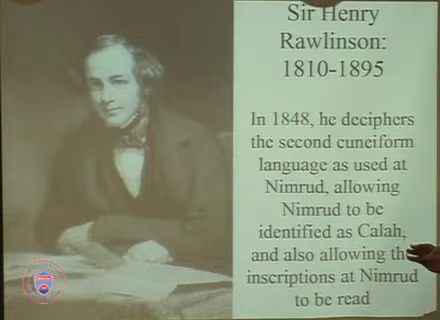 Sir Henry
Rawlinson:
1810-1895
In 1848, he deciphers
the second cuneiform
language as used at
Nimrud, allowing
Nimrud to be
identified as Calah,
and also allowing the
inscriptions at Nimrud
to be read